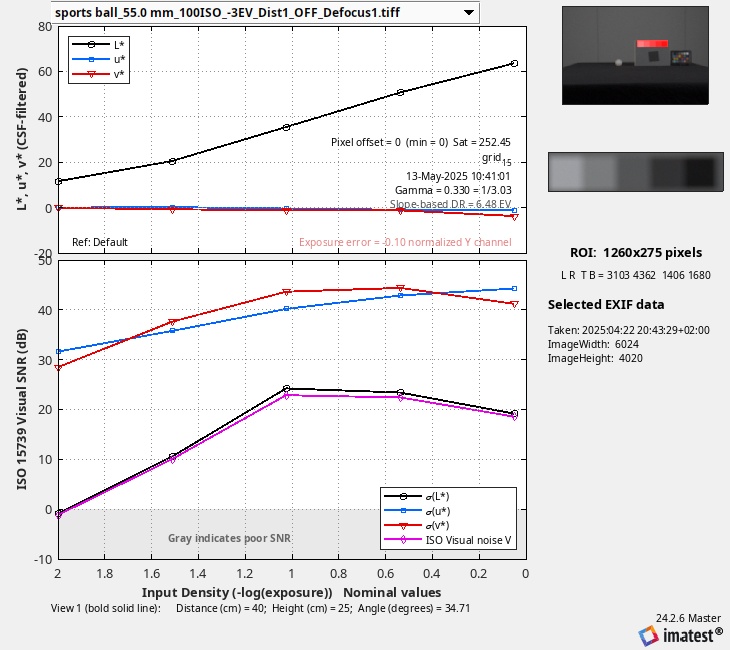 sports ball_55.0 mm_100ISO_-3EV_Dist1_OFF_Defocus1.tiff
80
60
40
20
0
-20
L*, u*, v* (CSF-filtered)
L*
u*
v*
Pixel offset = 0 (min = 0) Sat = 252.45
grid15
13-May-2025 10:41:01
Gamma = 0.330 = 1/3.03
Slope-based DR = 6.48 EV
Ref: Default
Exposure error = -0.10 normalized Y channel
50
40
30
20
10
0
-10
ISO 15739 Visual SNR (dB)
σ(L*)
σ(u*)
σ(v*)
ISO Visual noise V
Gray indicates poor SNR
2 1.8 1.6 1.4 1.2 1 0.8 0.6 0.4 0.2 0
Input Density (-log(exposure)) Nominal values
View 1 (bold solid line): Distance (cm) = 40; Height (cm) = 25; Angle (degrees) = 34.71
ROI: 1260x275 pixels
L R T B = 3103 4362 1406 1680
Selected EXIF data
Taken: 2025:04:22 20:43:29+02:00
ImageWidth: 6024
ImageHeight: 4020
24.2.6 Master
imatest®